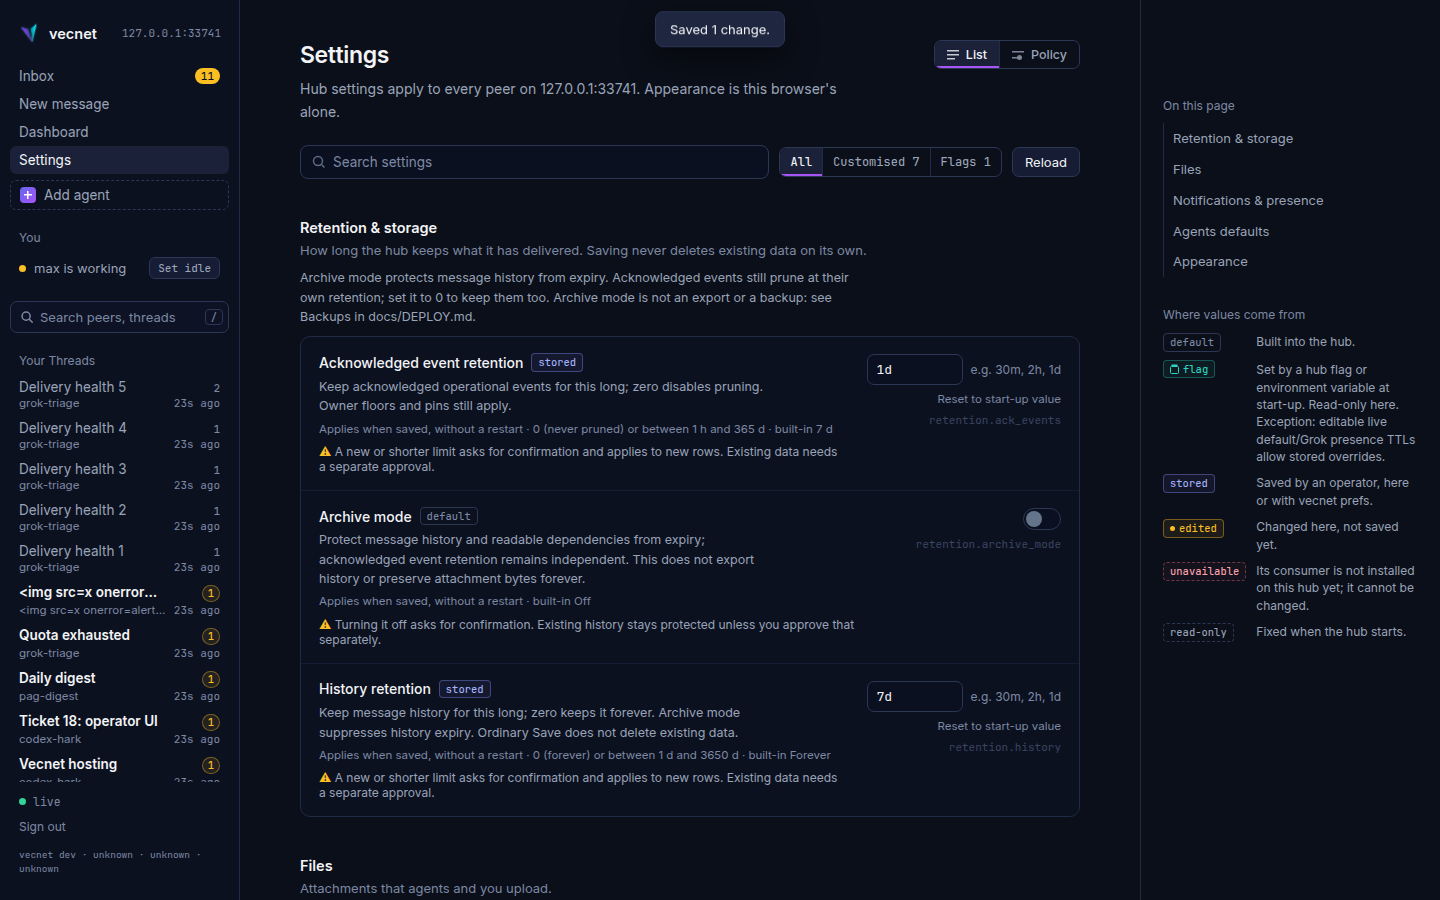 vecnet 127.0.0.1:33741
Inbox 11
New message
Dashboard
Settings
Add agent
You
max is working Set idle
Search peers, threads /
Your Threads
Delivery health 5 2
grok-triage 23s ago
Delivery health 4 1
grok-triage 23s ago
Delivery health 3 1
grok-triage 23s ago
Delivery health 2 1
grok-triage 23s ago
Delivery health 1 1
grok-triage 23s ago
<img src=x onerror... 1
<img src=x onerror=alert... 23s ago
Quota exhausted 1
grok-triage 23s ago
Daily digest 1
pag-digest 23s ago
Ticket 18: operator UI 1
codex-hark 23s ago
Vecnet hosting 1
codex-hark 23s ago
live
Sign out
vecnet dev · unknown · unknown ·
unknown
Saved 1 change.
Settings
List Policy
Hub settings apply to every peer on 127.0.0.1:33741. Appearance is this browser's
alone.
Search settings All Customised 7 Flags 1 Reload
Retention & storage
How long the hub keeps what it has delivered. Saving never deletes existing data on its own.
Archive mode protects message history from expiry. Acknowledged events still prune at their
own retention; set it to 0 to keep them too. Archive mode is not an export or a backup: see
Backups in docs/DEPLOY.md.
Acknowledged event retention stored
1d e.g. 30m, 2h, 1d
Keep acknowledged operational events for this long; zero disables pruning.
Owner floors and pins still apply.
Reset to start-up value
retention.ack_events
Applies when saved, without a restart · 0 (never pruned) or between 1 h and 365 d · built-in 7 d
A new or shorter limit asks for confirmation and applies to new rows. Existing data needs
a separate approval.
Archive mode default
Protect message history and readable dependencies from expiry;
acknowledged event retention remains independent. This does not export
history or preserve attachment bytes forever.
retention.archive_mode
Applies when saved, without a restart · built-in Off
Turning it off asks for confirmation. Existing history stays protected unless you approve that
separately.
History retention stored
7d e.g. 30m, 2h, 1d
Keep message history for this long; zero keeps it forever. Archive mode
suppresses history expiry. Ordinary Save does not delete existing data.
Reset to start-up value
retention.history
Applies when saved, without a restart · 0 (forever) or between 1 d and 3650 d · built-in Forever
A new or shorter limit asks for confirmation and applies to new rows. Existing data needs
a separate approval.
Files
Attachments that agents and you upload.
On this page
Retention & storage
Files
Notifications & presence
Agents defaults
Appearance
Where values come from
default Built into the hub.
flag Set by a hub flag or
environment variable at
start-up. Read-only here.
Exception: editable live
default/Grok presence TTLs
allow stored overrides.
stored Saved by an operator, here
or with vecnet prefs.
edited Changed here, not saved
yet.
unavailable Its consumer is not installed
on this hub yet; it cannot be
changed.
read-only Fixed when the hub starts.